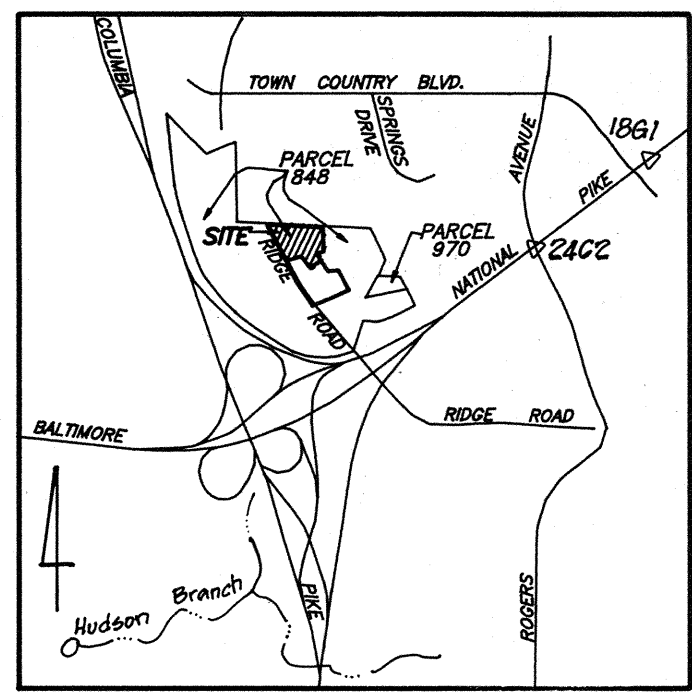 COLUMBIA
TOWN COUNTRY BLVD.
SPRINGS
DRIVE
AVENUE
18G1
PIKE
PARCEL
848
SITE
RIDGE
ROAD
PARCEL
970
NATIONAL
24C2
BALTIMORE
RIDGE ROAD
Hudson Branch
PIKE
ROGERS